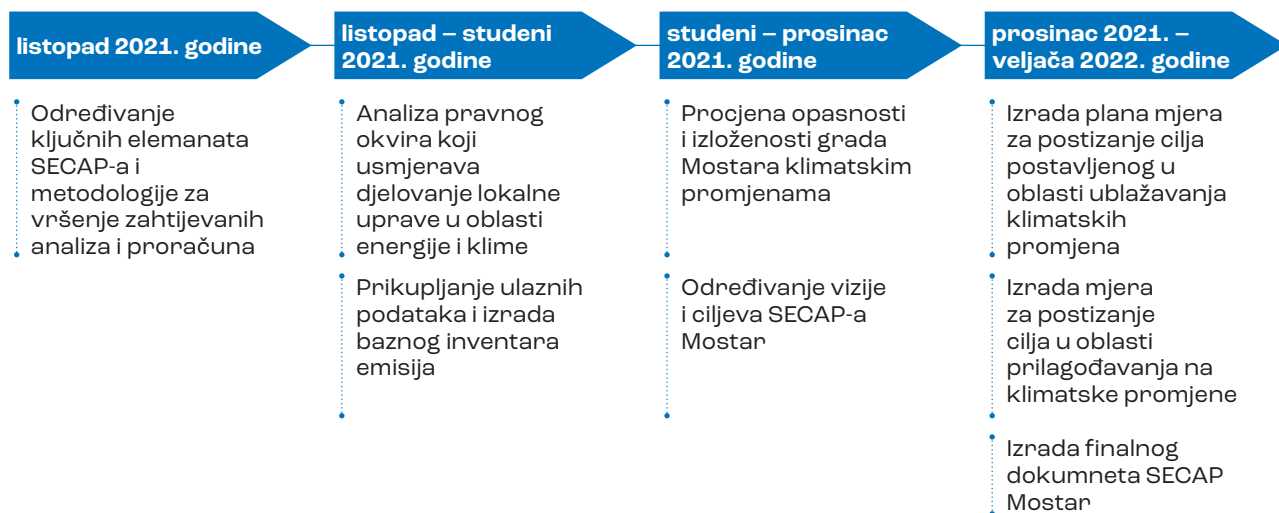 listopad 2021. godine
Određivanje
ključnih elemanata
SECAP-a i
metodologije za
vršenje zahtijevanih
analiza i proračuna
listopad – studeni
2021. godine
Analiza pravnog
okvira koji
usmjerava
djelovanje lokalne
uprave u oblasti
energije i klime
Prikupljanje ulaznih
podataka i izrada
baznog inventara
emisija
studeni – prosinac
2021. godine
Procjena opasnosti
i izloženosti grada
Mostara klimatskim
promjenama
Određivanje vizije
i ciljeva SECAP-a
Mostar
prosinac 2021. –
veljača 2022. godine
Izrada plana mjera
za postizanje cilja
postavljenog u
oblasti ublažavanja
klimatskih
promjena
Izrada mjera
za postizanje
cilja u oblasti
prilagođavanja na
klimatske promjene
Izrada finalnog
dokumneta SECAP
Mostar